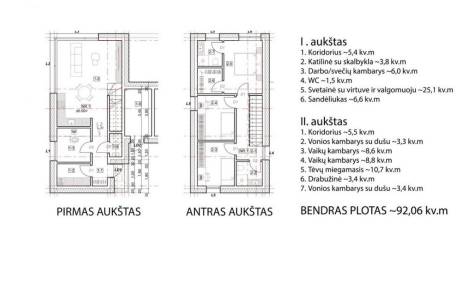 I . aukštas
1. Koridorius ~5,4 kv.m
2. Katilinė su skalbykla ~3,8 kv.m
3. Darbo/svečių kambarys ~6,0 kv.m
4. WC ~1,5 kv.m
5. Svetainė su virtuve ir valgomuoju ~25,1 kv.m
6. Sandėliukas ~6,6 kv.m
II. aukštas
1. Koridorius ~5,5 kv.m
2. Vonios kambarys su dušu ~3,3 kv.m
3. Vaikų kambarys ~8,6 kv.m
4. Vaikų kambarys ~8,8 kv.m
5. Tėvų miegamasis ~10,7 kv.m
6. Drabužinė ~3,4 kv.m
7. Vonios kambarys su dušu ~3,4 kv.m
PIRMAS AUKŠTAS
ANTRAS AUKŠTAS
BENDRAS PLOTAS ~92,06 kv.m